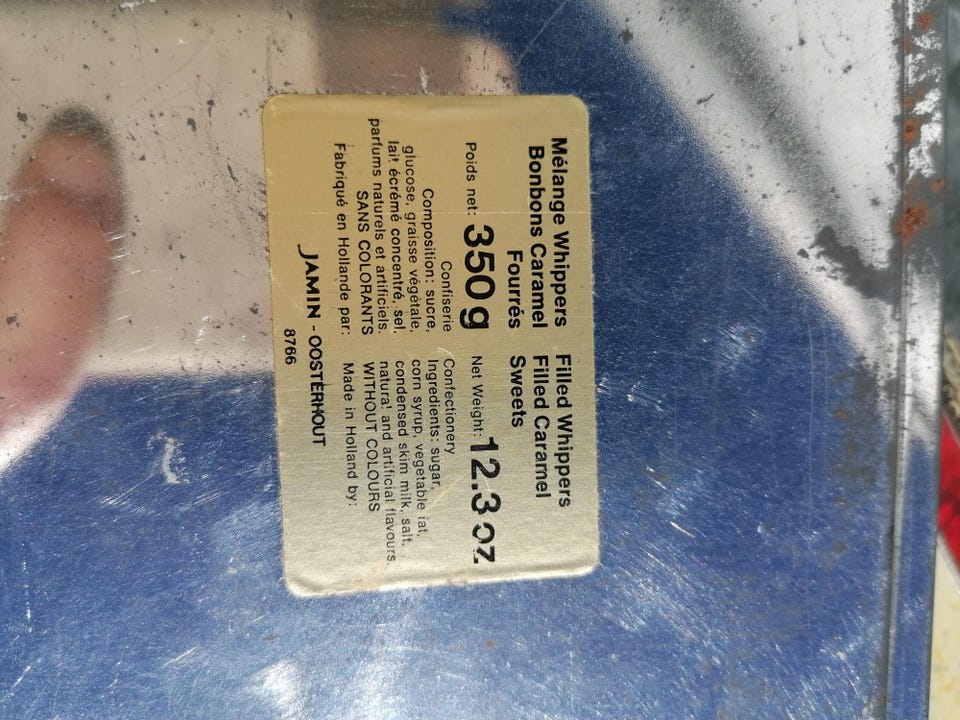 Mélange Whippers
Bonbons Caramel
Fourrés
Poids net: 350 g
Confiserie
Composition: sucre,
glucose, graisse végétale,
lait écrémé concentré, sel,
parfums naturels et artificiels.
SANS COLORANTS
Fabriqué en Hollande par:
Filled Whippers
Filled Caramel
Sweets
Net Weight: 12.3 oz
Confectionery
Ingredients: sugar,
corn syrup, vegetable fat,
condensed skim milk, salt,
natural and artificial flavours.
WITHOUT COLOURS
Made in Holland by:
JAMIN - OOSTERHOUT
8766